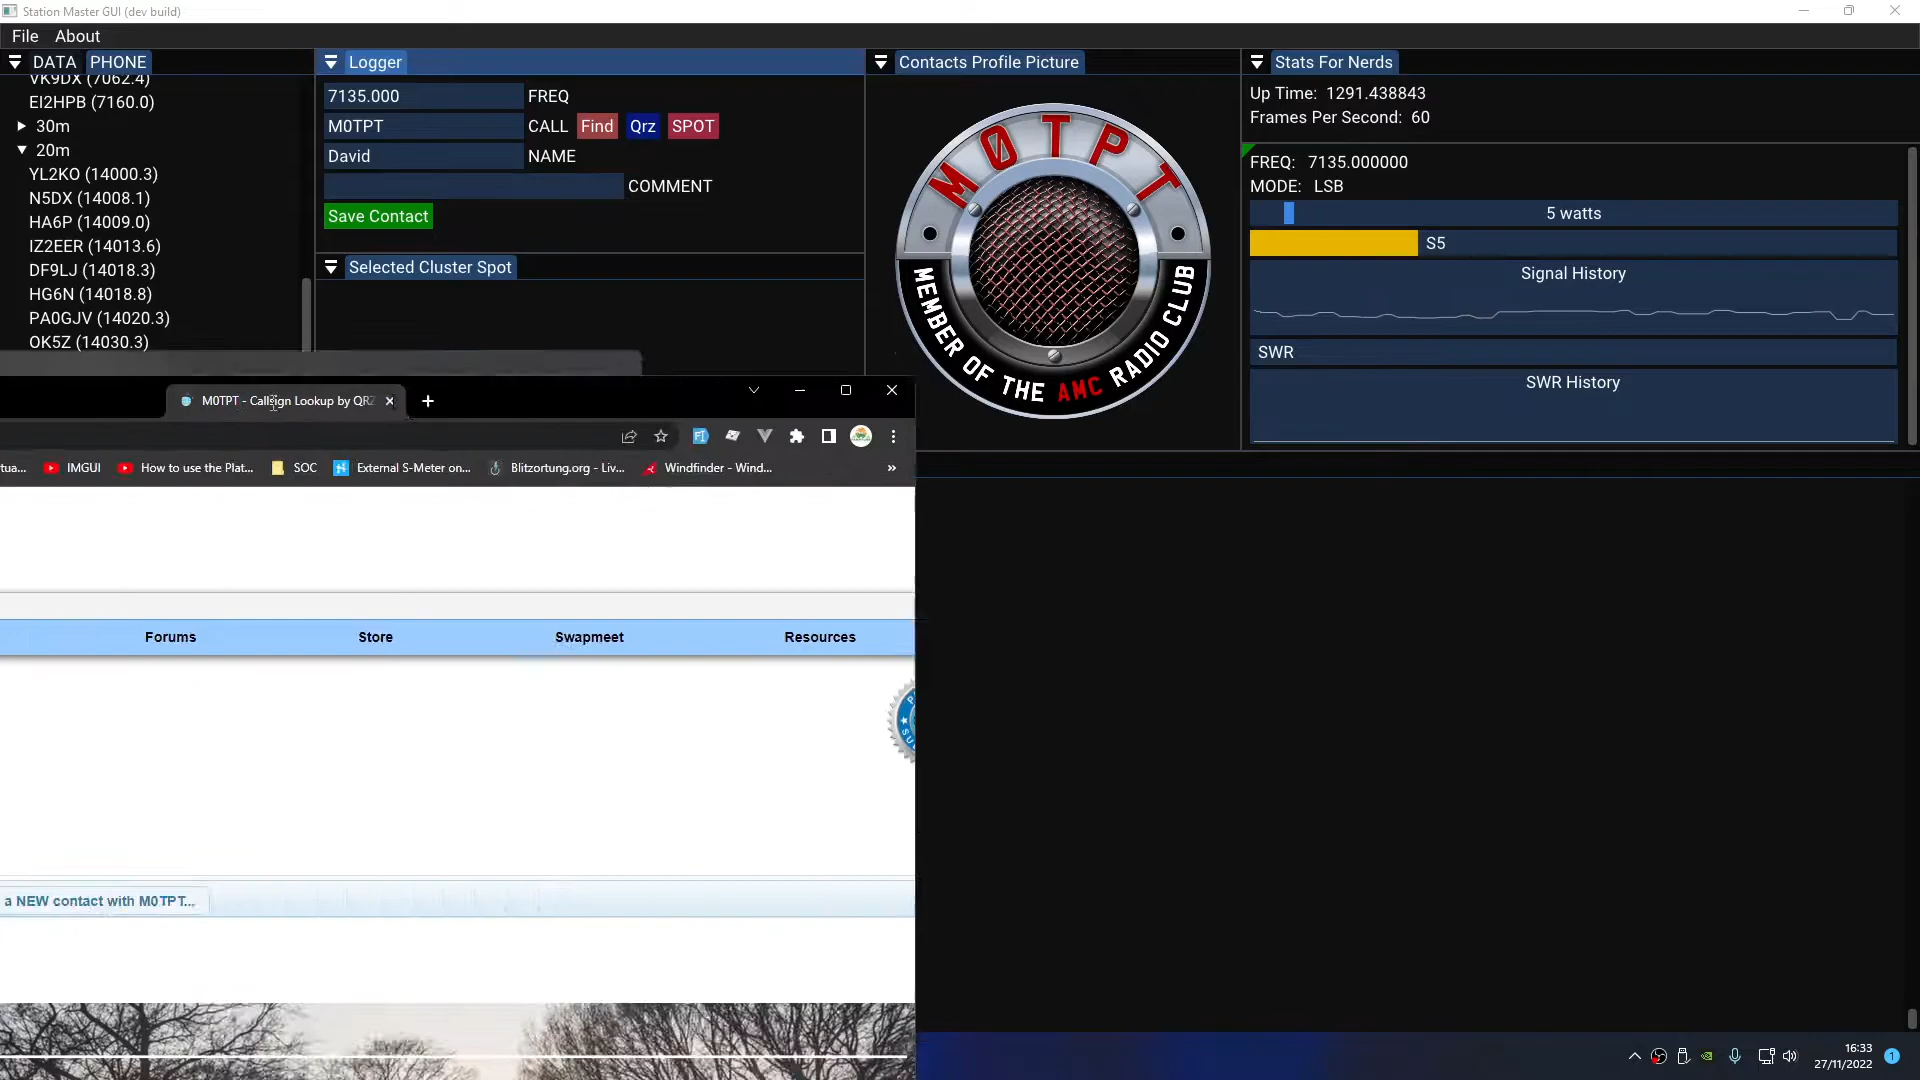 Station Master GUI (dev build)
File About
DATA PHONE
VK9DX (7062.4)
EI2HPB (7160.0)
30m
20m
YL2KO (14000.3)
N5DX (14008.1)
HA6P (14009.0)
IZ2EER (14013.6)
DF9LJ (14018.3)
HG6N (14018.8)
PA0GJV (14020.3)
OK5Z (14030.3)
Logger
7135.000 FREQ
M0TPT CALL Find Qrz SPOT
David NAME
COMMENT
Save Contact
Selected Cluster Spot
Contacts Profile Picture
MØTPT
MEMBER OF THE AMC RADIO CLUB
Stats For Nerds
Up Time: 1291.438843
Frames Per Second: 60
FREQ: 7135.000000
MODE: LSB
5 watts
S5
Signal History
SWR
SWR History
M0TPT - Callsign Lookup by QRZ
tua... IMGUI How to use the Plat... SOC External S-Meter on... Blitzortung.org - Liv... Windfinder - Wind... »
Forums Store Swapmeet Resources
a NEW contact with M0TPT...
16:33
27/11/2022
1